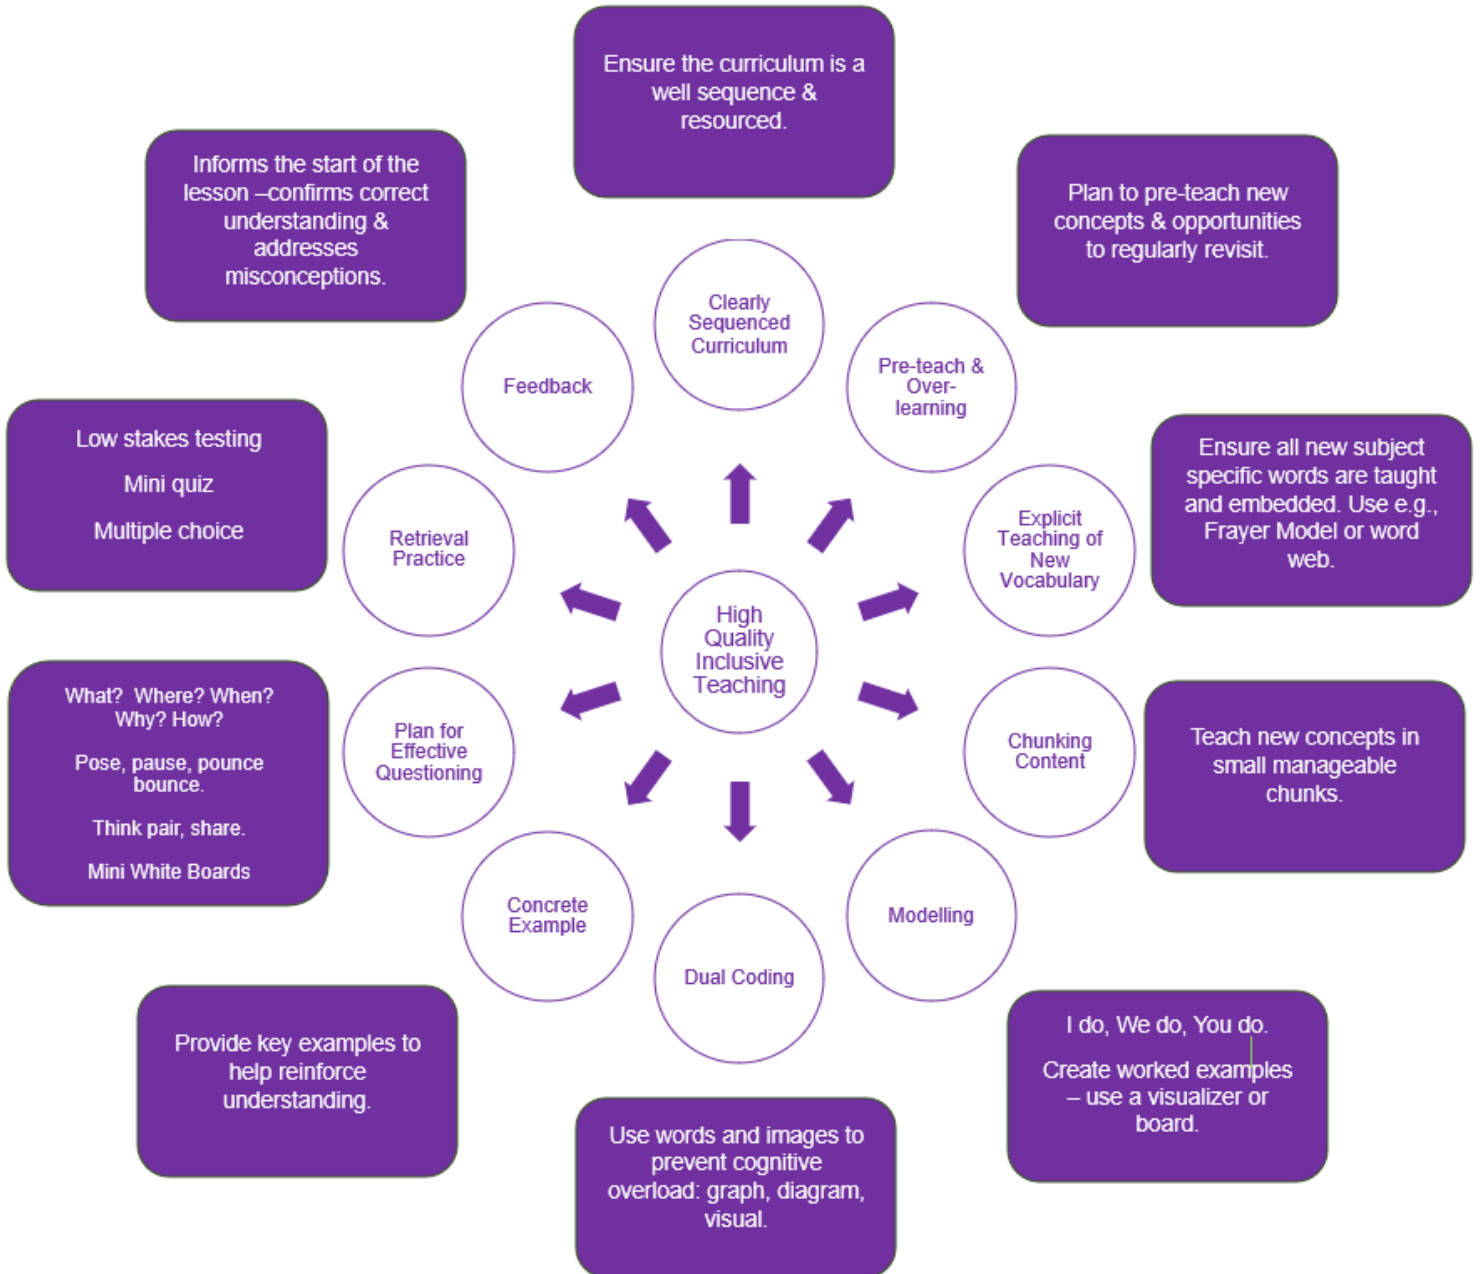 Ensure the curriculum is a
well sequence &
resourced.
Informs the start of the
lesson –confirms correct
understanding &
addresses
misconceptions.
Plan to pre-teach new
concepts & opportunities
to regularly revisit.
Clearly
Sequenced
Curriculum
Feedback
Pre-teach &
Over-
learning
Low stakes testing
Mini quiz
Multiple choice
Retrieval
Practice
Explicit
Teaching of
New
Vocabulary
Ensure all new subject
specific words are taught
and embedded. Use e.g.,
Frayer Model or word
web.
High
Quality
Inclusive
Teaching
What?  Where? When?
Why? How?
Pose, pause, pounce
bounce.
Think pair, share.
Mini White Boards
Plan for
Effective
Questioning
Chunking
Content
Teach new concepts in
small manageable
chunks.
Concrete
Example
Modelling
Dual Coding
Provide key examples to
help reinforce
understanding.
I do, We do, You do.
Create worked examples
– use a visualizer or
board.
Use words and images to
prevent cognitive
overload: graph, diagram,
visual.